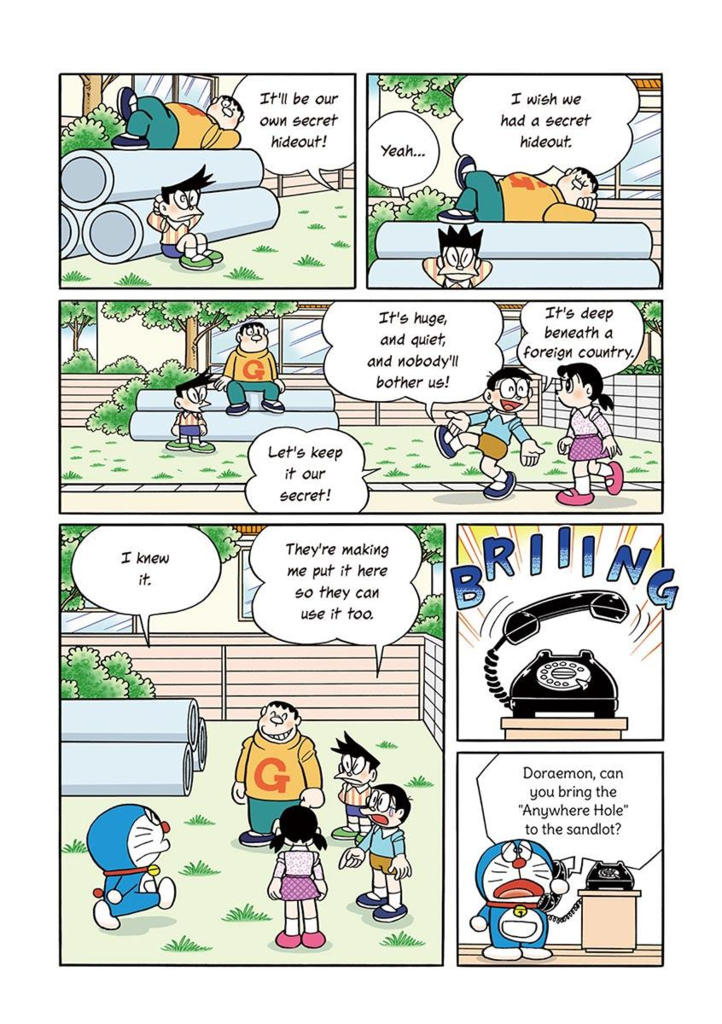 I wish we
had a secret
hideout.
Yeah...
It'll be our
own secret
hideout!
It's deep
beneath a
foreign country.
It's huge,
and quiet,
and nobody'll
bother us!
Let's keep
it our
secret!
G
BRIIIING
Doraemon, can
you bring the
"Anywhere Hole"
to the sandlot?
They're making
me put it here
so they can
use it too.
I knew
it.
G